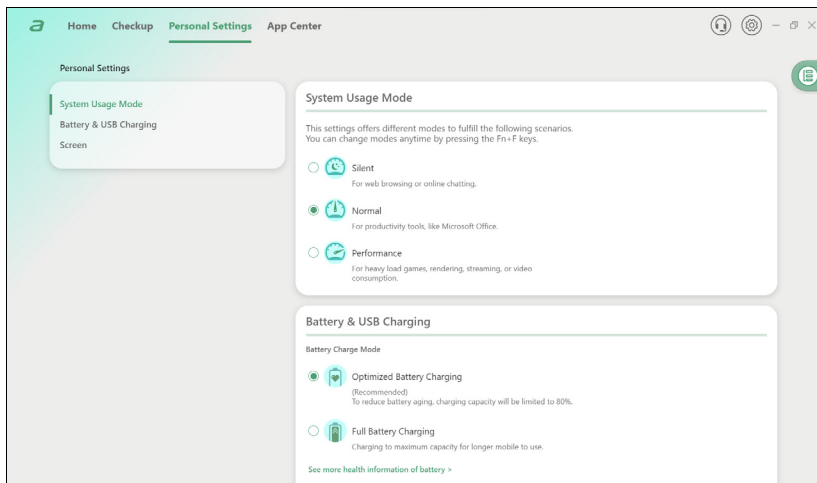 a
Home Checkup Personal Settings App Center
Personal Settings
System Usage Mode
Battery & USB Charging
Screen
System Usage Mode
This settings offers different modes to fulfill the following scenarios.
You can change modes anytime by pressing the Fn+F keys.
Silent
For web browsing or online chatting.
Normal
For productivity tools, like Microsoft Office.
Performance
For heavy load games, rendering, streaming, or video
consumption.
Battery & USB Charging
Battery Charge Mode
Optimized Battery Charging
(Recommended)
To reduce battery aging, charging capacity will be limited to 80%.
Full Battery Charging
Charging to maximum capacity for longer mobile to use.
See more health information of battery >